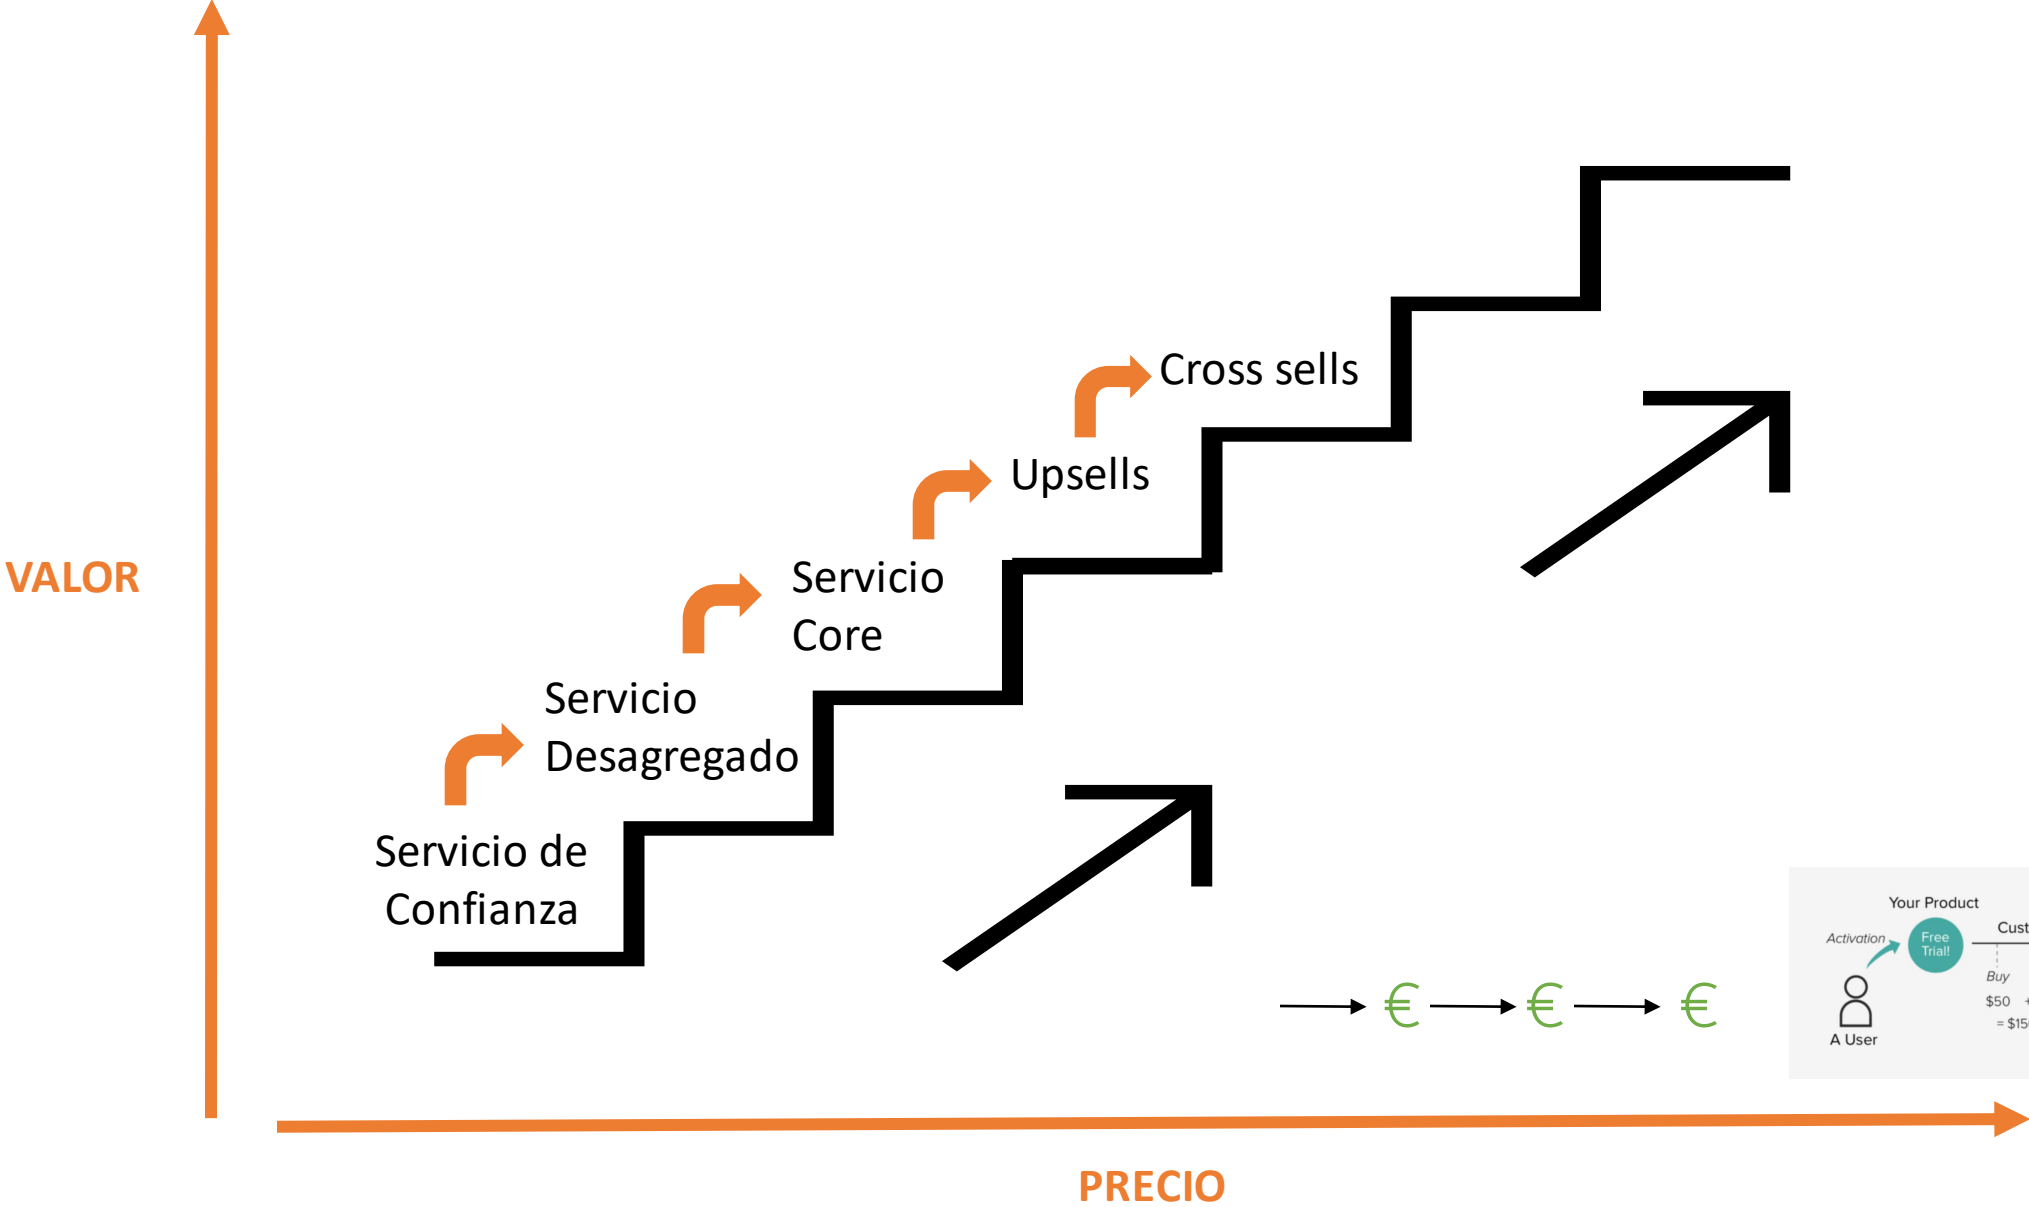 Cross sells
Upsells
VALOR
Servicio
Core
Servicio
Desagregado
Servicio de
Confianza
€ € €
Your Product
Activation
Free
Trial!
Buy
$50 +
A User
PRECIO